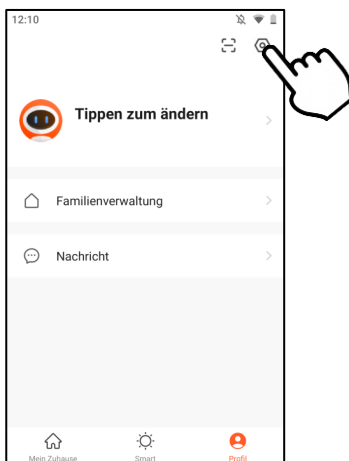 12:10
Tippen zum ändern
Familienverwaltung
Nachricht
Mein Zuhause
Smart
Profil